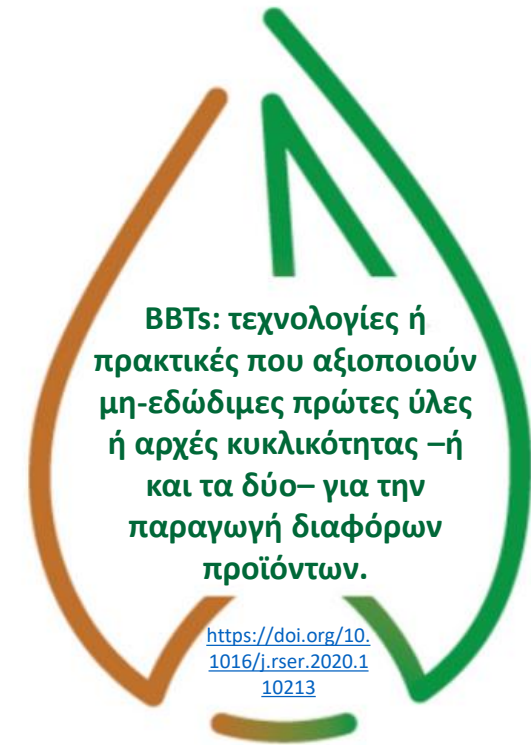 BBTs: τεχνολογίες ή
πρακτικές που αξιοποιούν
μη-εδώδιμες πρώτες ύλες
ή αρχές κυκλικότητας –ή
και τα δύο– για την
παραγωγή διαφόρων
προϊόντων.
https://doi.org/10.
1016/j.rser.2020.1
10213